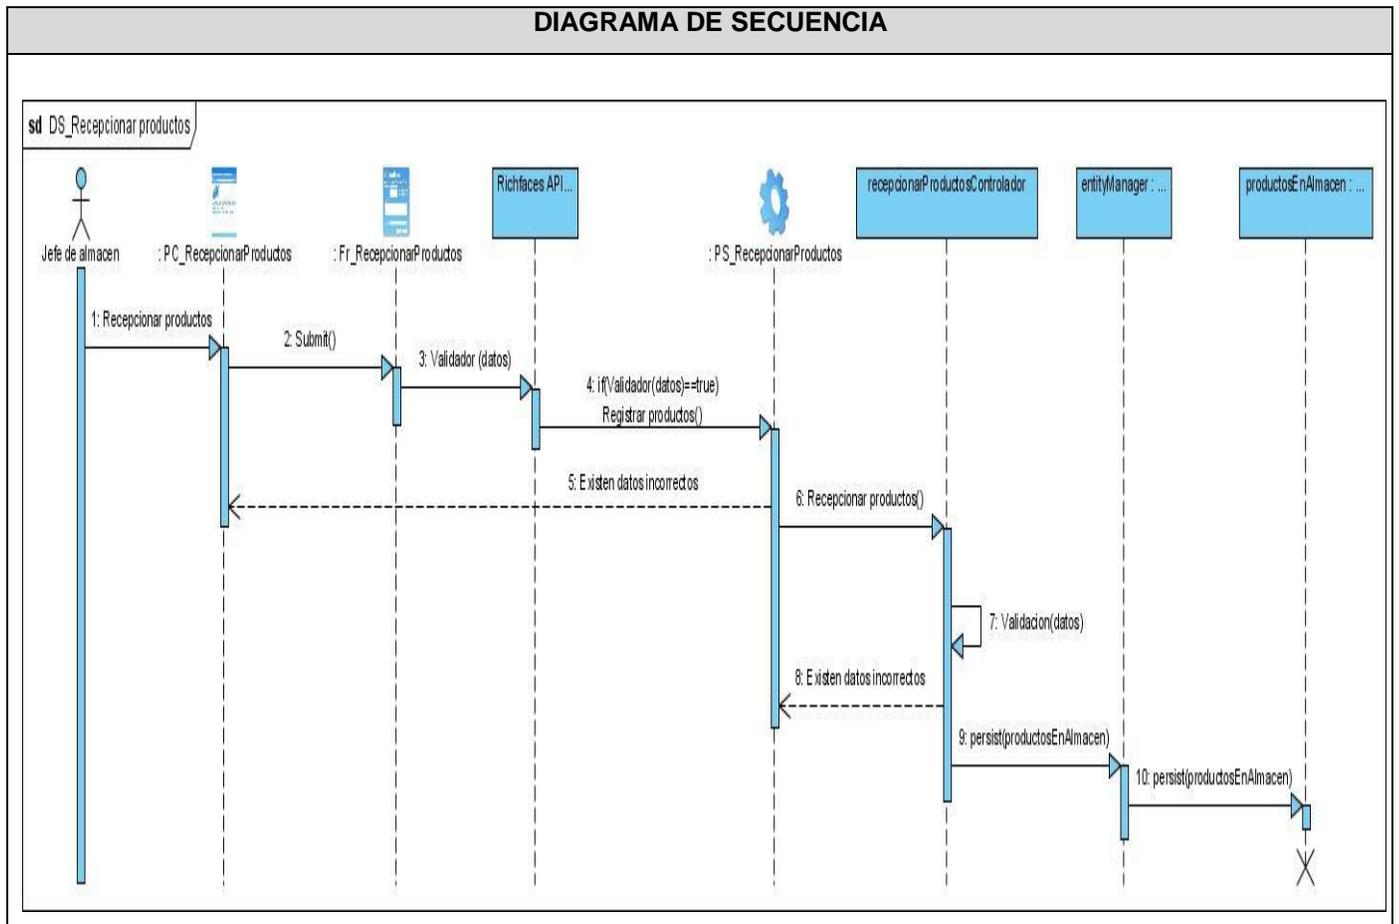 DIAGRAMA DE SECUENCIA
sd DS_Recepcionar productos
Jefe de almacen
: PC_RecepcionarProductos
: Fr_RecepcionarProductos
Richfaces API...
: PS_RecepcionarProductos
recepcionarProductosControlador
entityManager : ...
productosEnAlmacen : ...
1: Recepcionar productos
2: Submit()
3: Validador (datos)
4: if(Validador(datos)==true)
Registrar productos()
5: Existen datos incorrectos
6: Recepcionar productos()
7: Validacion(datos)
8: Existen datos incorrectos
9: persist(productosEnAlmacen)
10: persist(productosEnAlmacen)